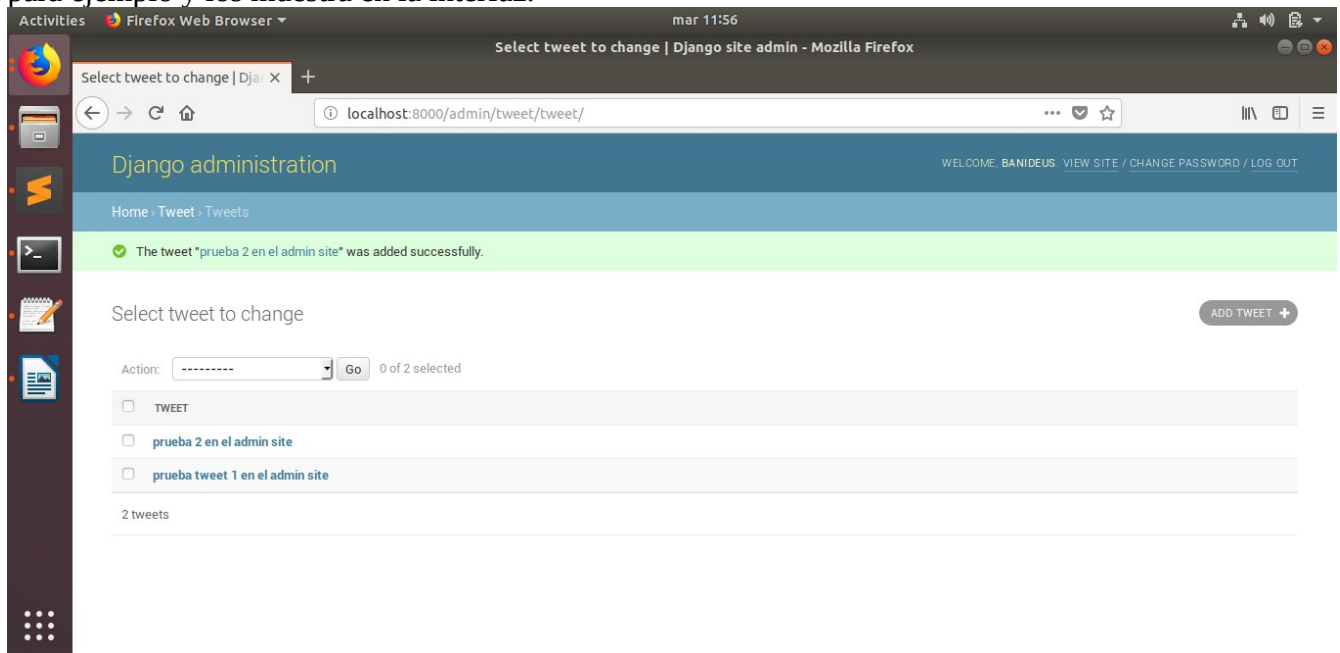 para ejemplo y los muestra en la interfaz.
Activities Firefox Web Browser mar 11:56
Select tweet to change | Django site admin - Mozilla Firefox
Select tweet to change | Dja
localhost:8000/admin/tweet/tweet/
Django administration WELCOME, BANIDEUS. VIEW SITE / CHANGE PASSWORD / LOG OUT
Home › Tweet › Tweets
The tweet "prueba 2 en el admin site" was added successfully.
Select tweet to change ADD TWEET +
Action: --------- Go 0 of 2 selected
TWEET
prueba 2 en el admin site
prueba tweet 1 en el admin site
2 tweets